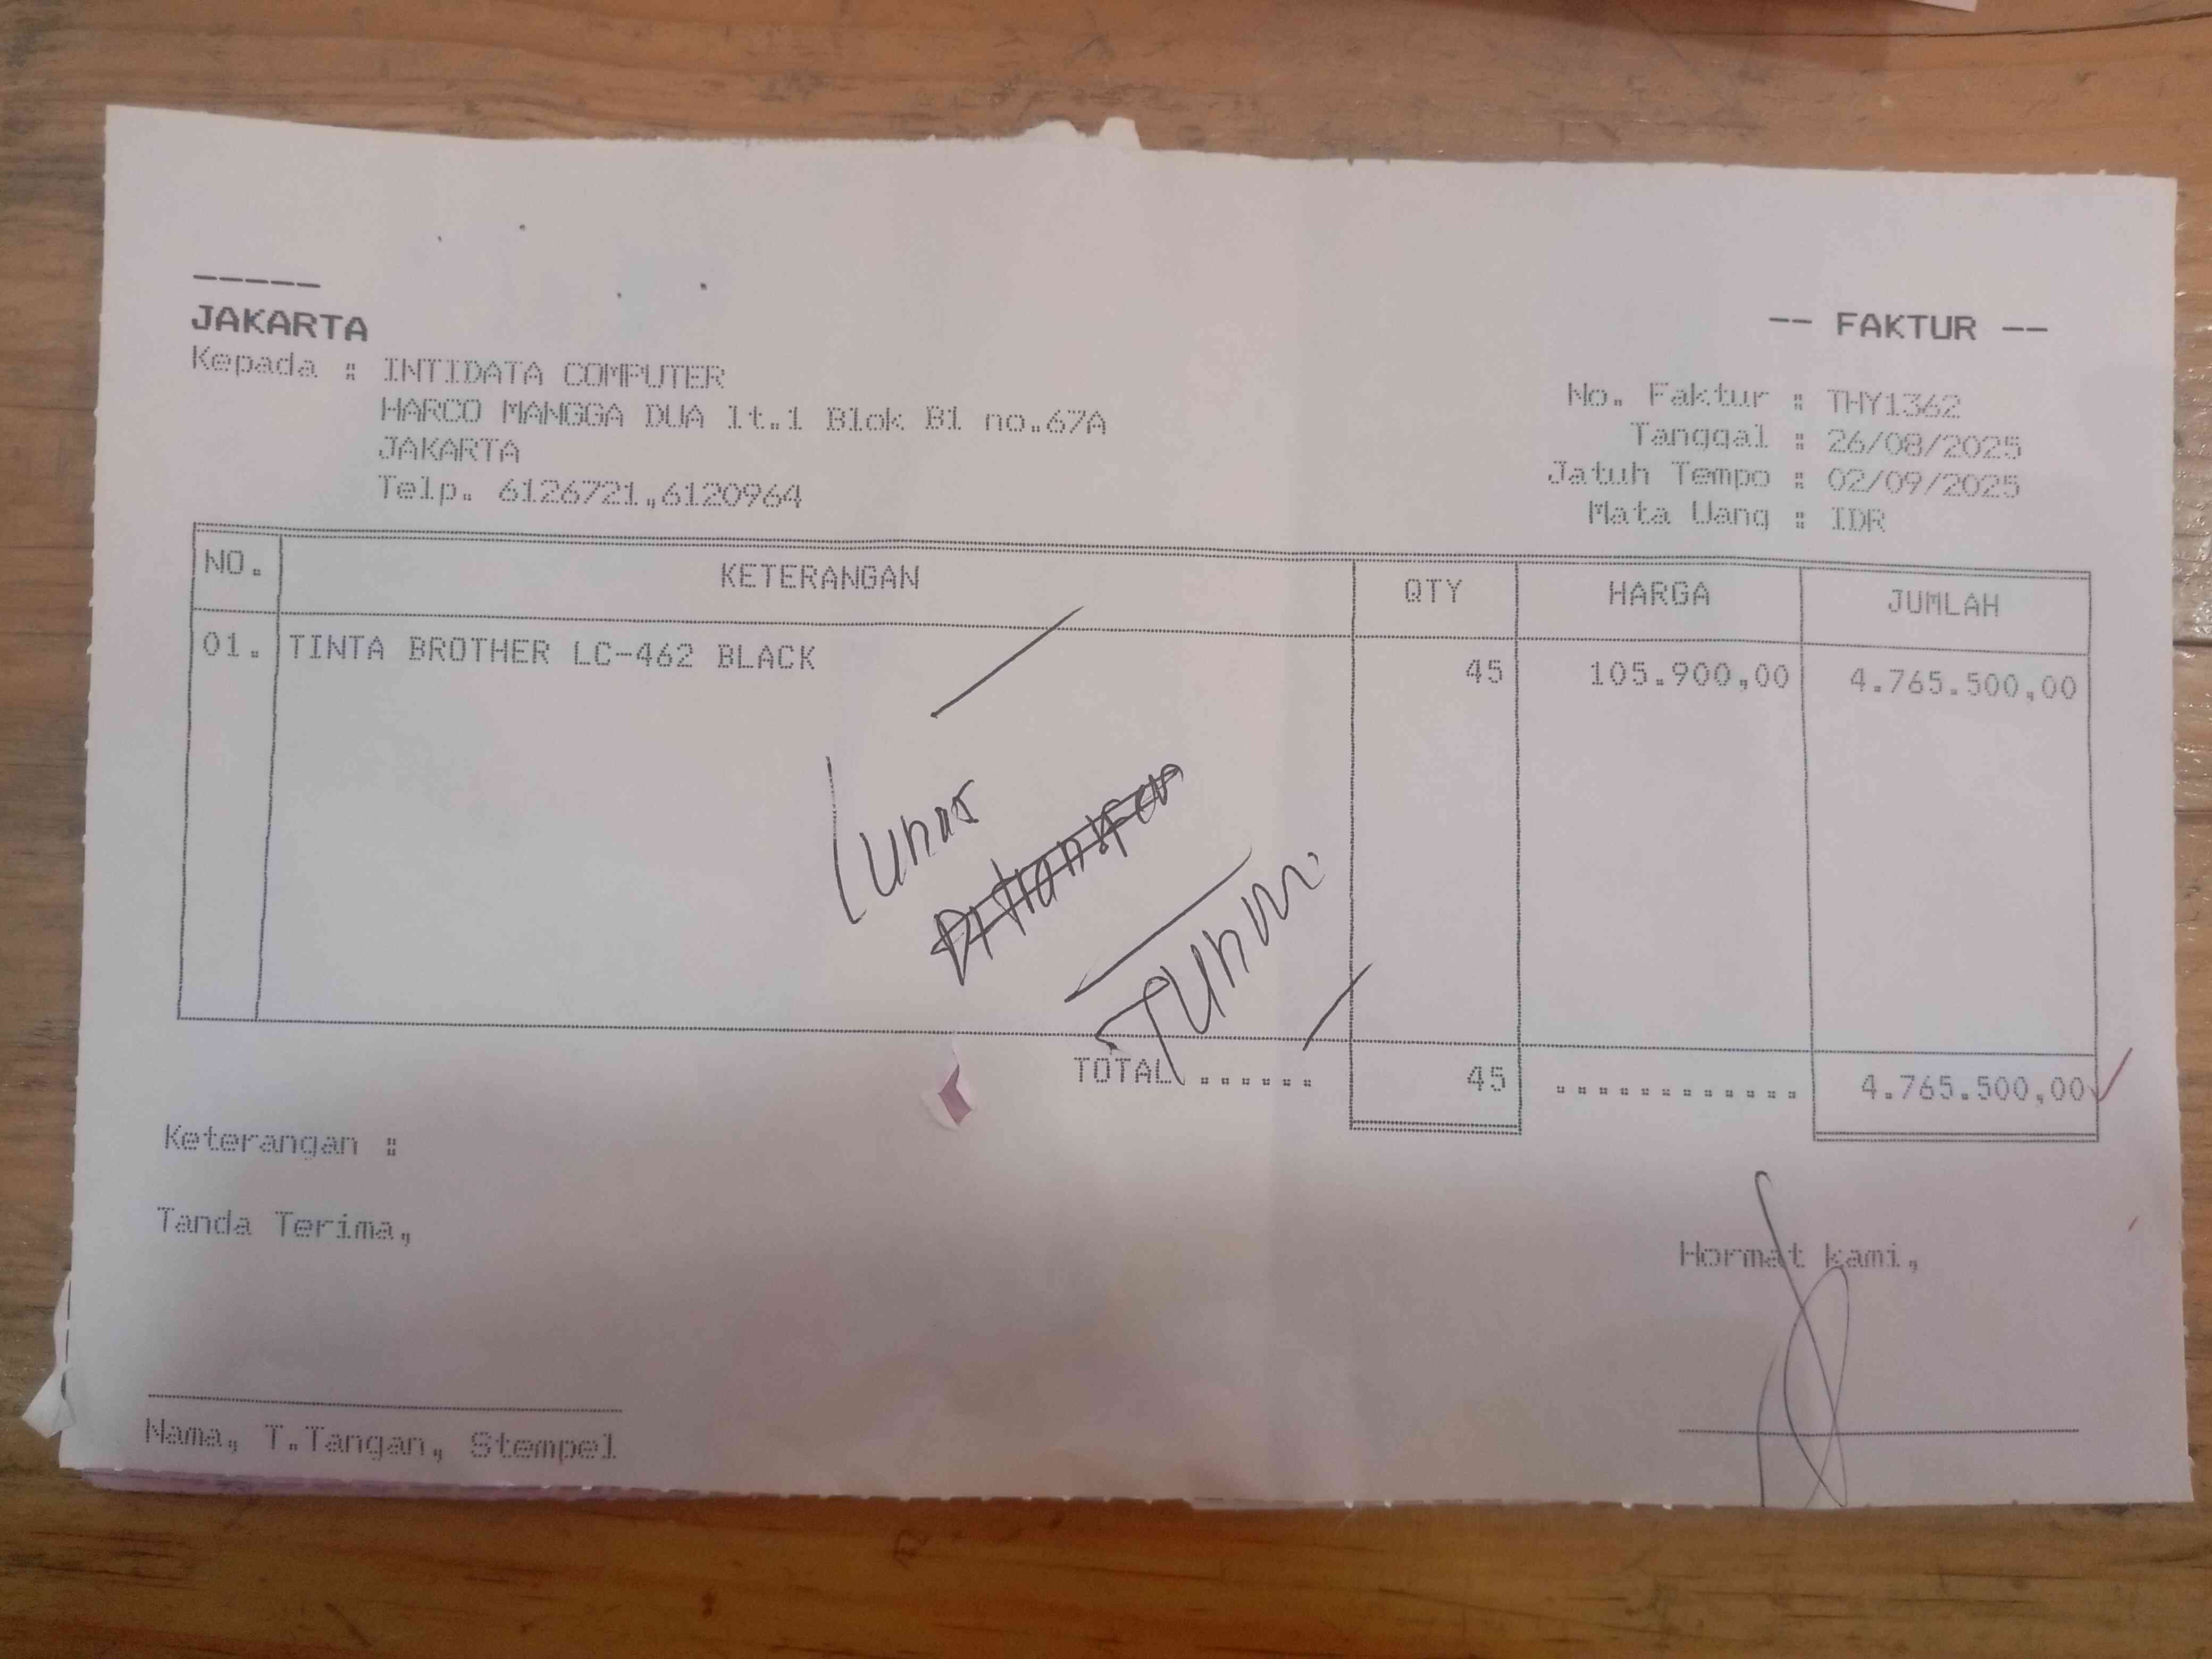 -----
JAKARTA
-- FAKTUR --
Kepada : INTIDATA COMPUTER
HARCO MANGGA DUA lt.1 Blok B1 no.67A
JAKARTA
Telp. 6126721,6120964
No. Faktur : THY1362
Tanggal : 26/08/2025
Jatuh Tempo : 02/09/2025
Mata Uang : IDR
NO. KETERANGAN QTY HARGA JUMLAH
01. TINTA BROTHER LC-462 BLACK 45 105.900,00 4.765.500,00
Lunas
Ditransfer
Tunai
TOTAL ...... 45 ............ 4.765.500,00
Keterangan :
Tanda Terima,
Hormat kami,
Nama, T.Tangan, Stempel